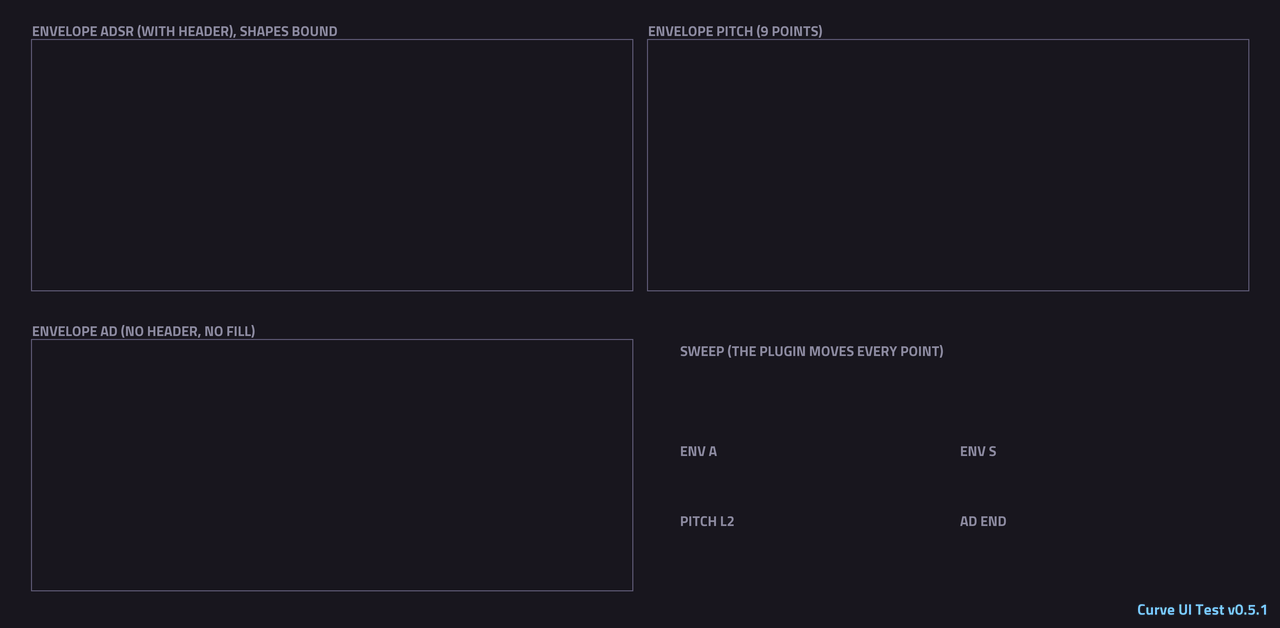 ENVELOPE ADSR (WITH HEADER), SHAPES BOUND
ENVELOPE PITCH (9 POINTS)
ENVELOPE AD (NO HEADER, NO FILL)
SWEEP (THE PLUGIN MOVES EVERY POINT)
ENV A
ENV S
PITCH L2
AD END
Curve UI Test v0.5.1